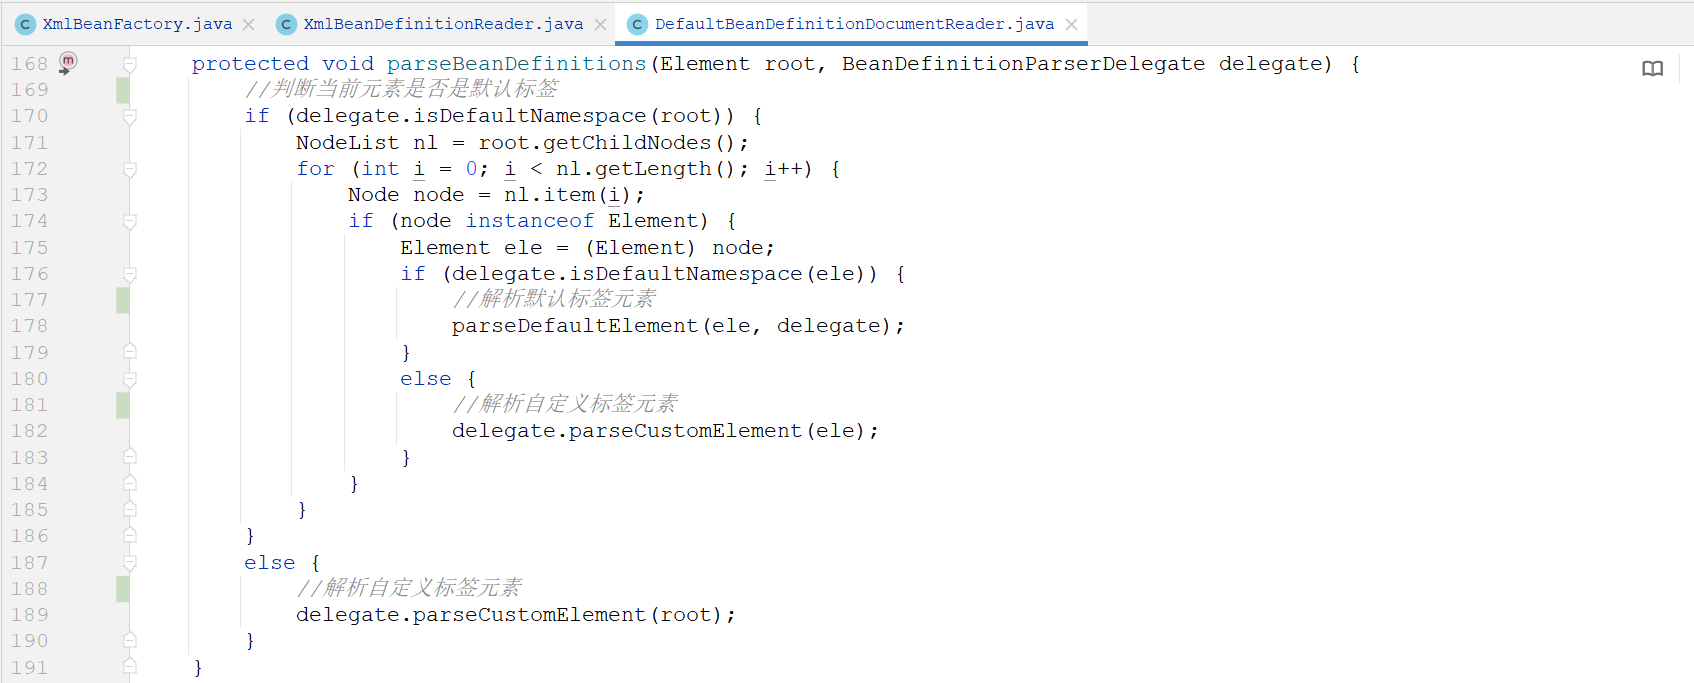 XmlBeanFactory.java XmlBeanDefinitionReader.java DefaultBeanDefinitionDocumentReader.java
168 protected void parseBeanDefinitions(Element root, BeanDefinitionParserDelegate delegate) {
169 //判断当前元素是否是默认标签
170 if (delegate.isDefaultNamespace(root)) {
171 NodeList nl = root.getChildNodes();
172 for (int i = 0; i < nl.getLength(); i++) {
173 Node node = nl.item(i);
174 if (node instanceof Element) {
175 Element ele = (Element) node;
176 if (delegate.isDefaultNamespace(ele)) {
177 //解析默认标签元素
178 parseDefaultElement(ele, delegate);
179 }
180 else {
181 //解析自定义标签元素
182 delegate.parseCustomElement(ele);
183 }
184 }
185 }
186 }
187 else {
188 //解析自定义标签元素
189 delegate.parseCustomElement(root);
190 }
191 }